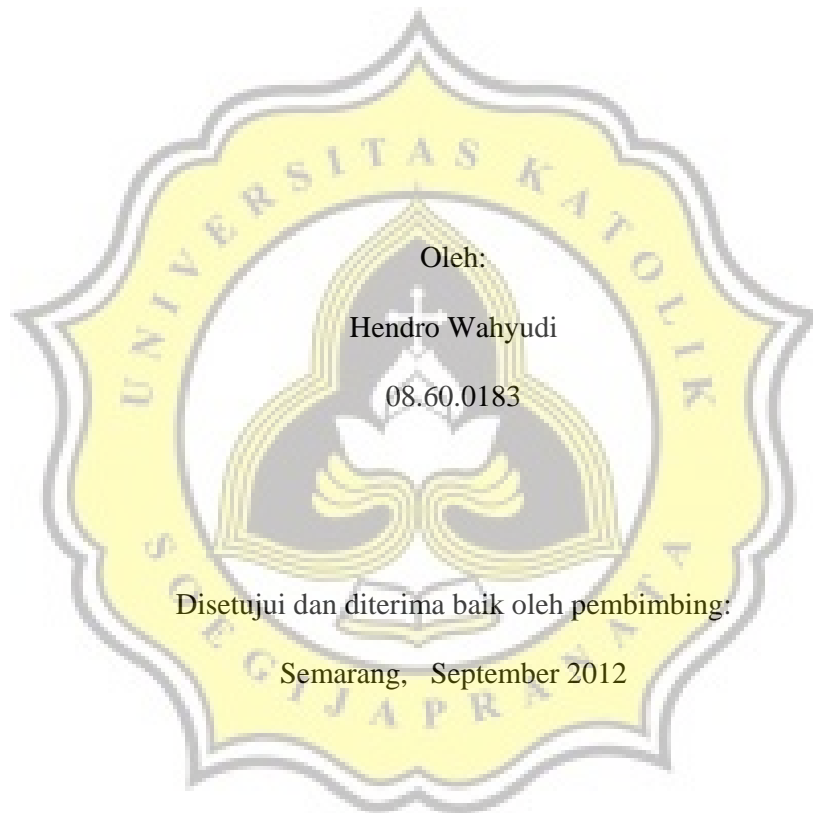 UNIVERSITAS KATOLIK
Oleh:
Hendro Wahyudi
08.60.0183
Disetujui dan diterima baik oleh pembimbing:
Semarang, September 2012
SOEGIJAPRANATA